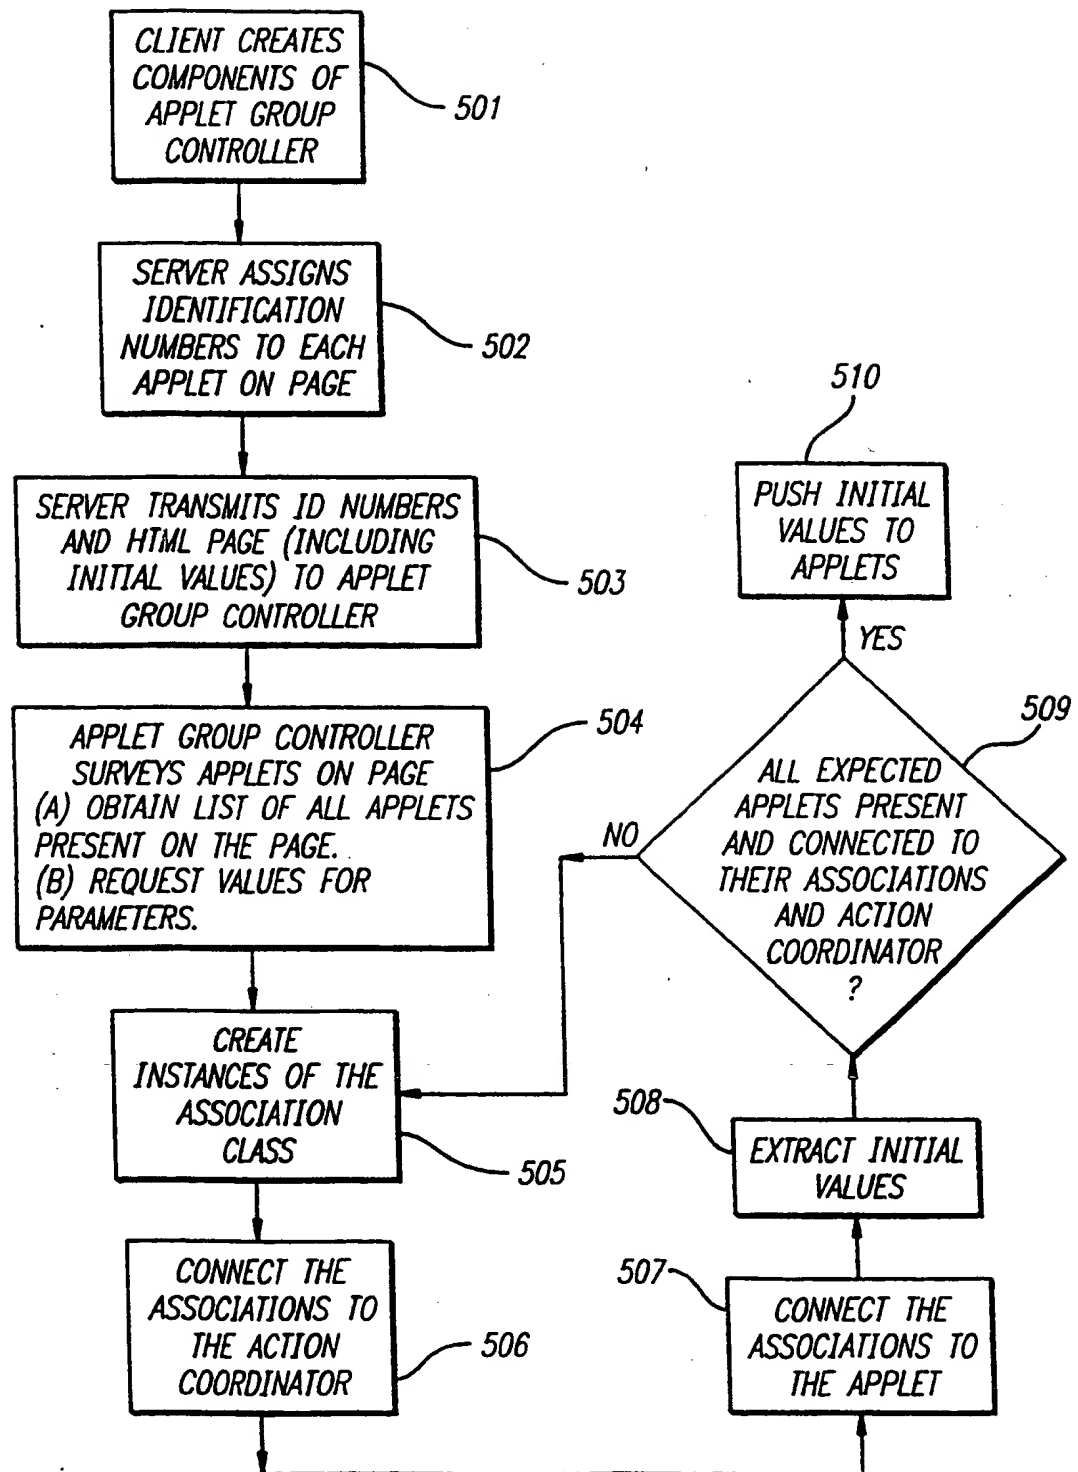 CLIENT CREATES
COMPONENTS OF
APPLET GROUP
CONTROLLER
501
SERVER ASSIGNS
IDENTIFICATION
NUMBERS TO EACH
APPLET ON PAGE
502
SERVER TRANSMITS ID NUMBERS
AND HTML PAGE (INCLUDING
INITIAL VALUES) TO APPLET
GROUP CONTROLLER
503
APPLET GROUP CONTROLLER
SURVEYS APPLETS ON PAGE
(A) OBTAIN LIST OF ALL APPLETS
PRESENT ON THE PAGE.
(B) REQUEST VALUES FOR
PARAMETERS.
504
CREATE
INSTANCES OF THE
ASSOCIATION
CLASS
505
CONNECT THE
ASSOCIATIONS TO
THE ACTION
COORDINATOR
506
CONNECT THE
ASSOCIATIONS TO
THE APPLET
507
EXTRACT INITIAL
VALUES
508
ALL EXPECTED
APPLETS PRESENT
AND CONNECTED TO
THEIR ASSOCIATIONS
AND ACTION
COORDINATOR
?
509
NO
YES
PUSH INITIAL
VALUES TO
APPLETS
510